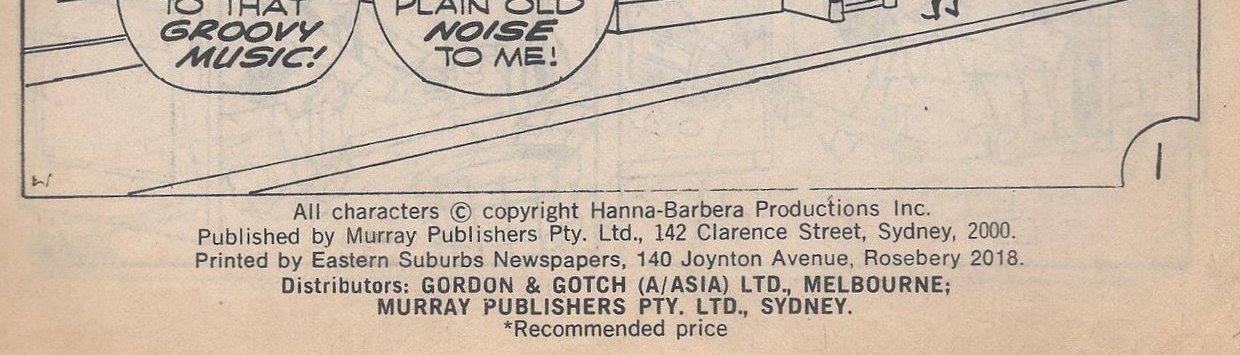 TO THAT
GROOVY
MUSIC!
PLAIN OLD
NOISE
TO ME!
W
1
All characters © copyright Hanna-Barbera Productions Inc.
Published by Murray Publishers Pty. Ltd., 142 Clarence Street, Sydney, 2000.
Printed by Eastern Suburbs Newspapers, 140 Joynton Avenue, Rosebery 2018.
Distributors: GORDON & GOTCH (A/ASIA) LTD., MELBOURNE;
MURRAY PUBLISHERS PTY. LTD., SYDNEY.
*Recommended price